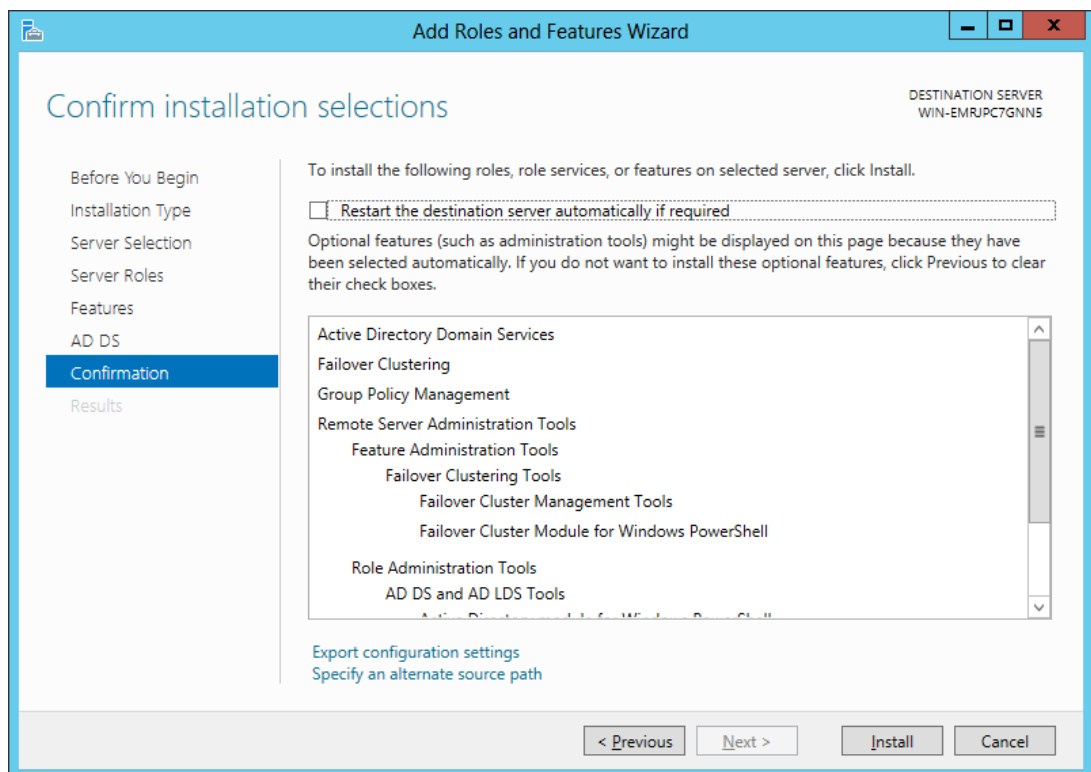 Add Roles and Features Wizard
Confirm installation selections
DESTINATION SERVER
WIN-EMRJPC7GNN5
Before You Begin
Installation Type
Server Selection
Server Roles
Features
AD DS
Confirmation
Results
To install the following roles, role services, or features on selected server, click Install.
Restart the destination server automatically if required
Optional features (such as administration tools) might be displayed on this page because they have
been selected automatically. If you do not want to install these optional features, click Previous to clear
their check boxes.
Active Directory Domain Services
Failover Clustering
Group Policy Management
Remote Server Administration Tools
Feature Administration Tools
Failover Clustering Tools
Failover Cluster Management Tools
Failover Cluster Module for Windows PowerShell
Role Administration Tools
AD DS and AD LDS Tools
Active Directory module for Windows PowerShell
Export configuration settings
Specify an alternate source path
< Previous
Next >
Install
Cancel